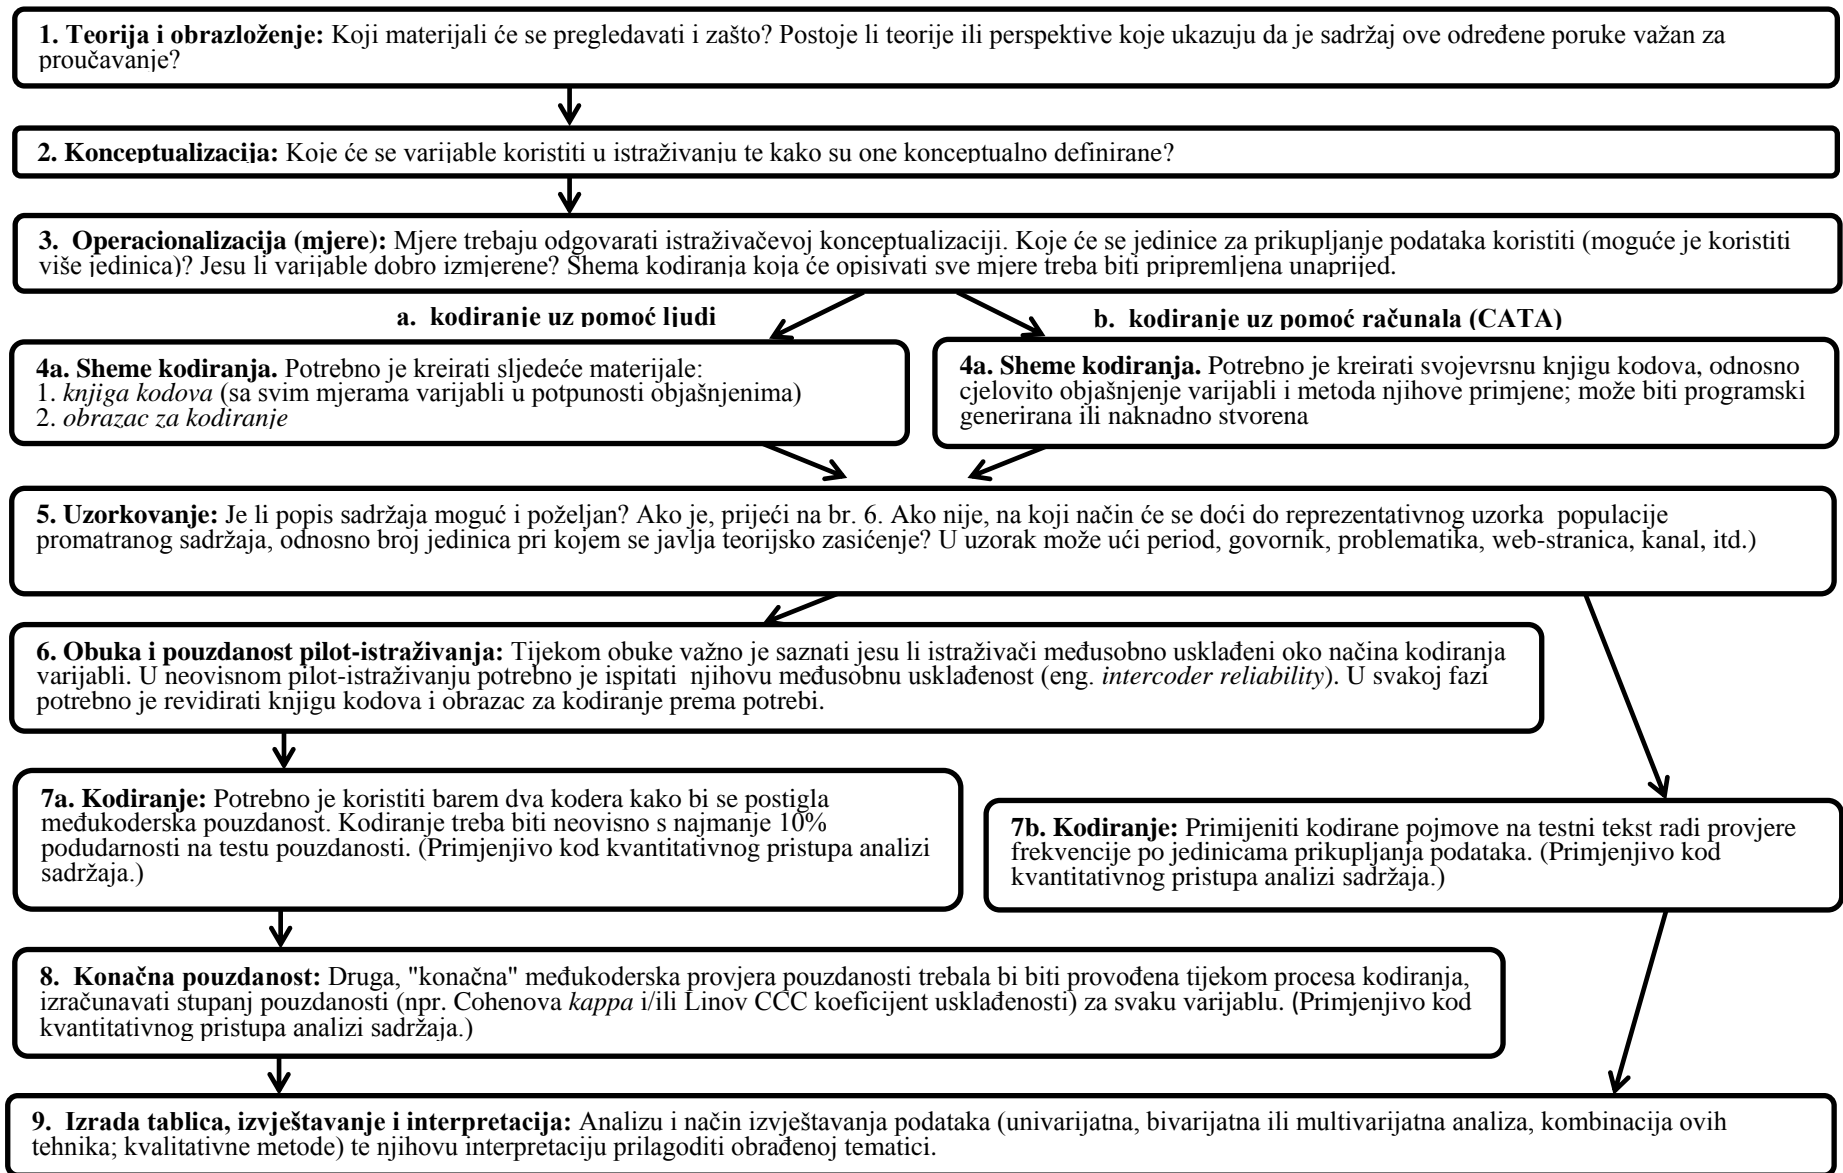 1. Teorija i obrazloženje: Koji materijali će se pregledavati i zašto? Postoje li teorije ili perspektive koje ukazuju da je sadržaj ove određene poruke važan za
proučavanje?
2. Konceptualizacija: Koje će se varijable koristiti u istraživanju te kako su one konceptualno definirane?
3. Operacionalizacija (mjere): Mjere trebaju odgovarati istraživačevoj konceptualizaciji. Koje će se jedinice za prikupljanje podataka koristiti (moguće je koristiti
više jedinica)? Jesu li varijable dobro izmjerene? Shema kodiranja koja će opisivati sve mjere treba biti pripremljena unaprijed.
a. kodiranje uz pomoć ljudi
b. kodiranje uz pomoć računala (CATA)
4a. Sheme kodiranja. Potrebno je kreirati sljedeće materijale:
1. knjiga kodova (sa svim mjerama varijabli u potpunosti objašnjenima)
2. obrazac za kodiranje
4a. Sheme kodiranja. Potrebno je kreirati svojevrsnu knjigu kodova, odnosno
cjelovito objašnjenje varijabli i metoda njihove primjene; može biti programski
generirana ili naknadno stvorena
5. Uzorkovanje: Je li popis sadržaja moguć i poželjan? Ako je, prijeći na br. 6. Ako nije, na koji način će se doći do reprezentativnog uzorka populacije
promatranog sadržaja, odnosno broj jedinica pri kojem se javlja teorijsko zasićenje? U uzorak može ući period, govornik, problematika, web-stranica, kanal, itd.)
6. Obuka i pouzdanost pilot-istraživanja: Tijekom obuke važno je saznati jesu li istraživači međusobno usklađeni oko načina kodiranja
varijabli. U neovisnom pilot-istraživanju potrebno je ispitati njihovu međusobnu usklađenost (eng. intercoder reliability). U svakoj fazi
potrebno je revidirati knjigu kodova i obrazac za kodiranje prema potrebi.
7a. Kodiranje: Potrebno je koristiti barem dva kodera kako bi se postigla
međukoderska pouzdanost. Kodiranje treba biti neovisno s najmanje 10%
podudarnosti na testu pouzdanosti. (Primjenjivo kod kvantitativnog pristupa analizi
sadržaja.)
7b. Kodiranje: Primijeniti kodirane pojmove na testni tekst radi provjere
frekvencije po jedinicama prikupljanja podataka. (Primjenjivo kod
kvantitativnog pristupa analizi sadržaja.)
8. Konačna pouzdanost: Druga, "konačna" međukoderska provjera pouzdanosti trebala bi biti provođena tijekom procesa kodiranja,
izračunavati stupanj pouzdanosti (npr. Cohenova kappa i/ili Linov CCC koeficijent usklađenosti) za svaku varijablu. (Primjenjivo kod
kvantitativnog pristupa analizi sadržaja.)
9. Izrada tablica, izvještavanje i interpretacija: Analizu i način izvještavanja podataka (univarijatna, bivarijatna ili multivarijatna analiza, kombinacija ovih
tehnika; kvalitativne metode) te njihovu interpretaciju prilagoditi obrađenoj tematici.